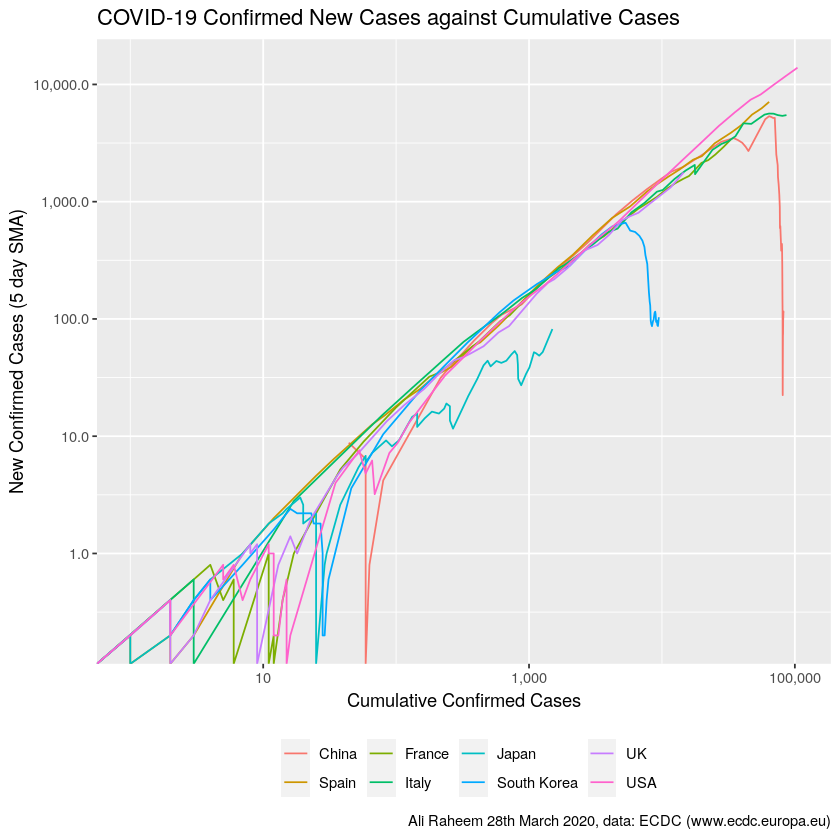 COVID-19 Confirmed New Cases against Cumulative Cases
New Confirmed Cases (5 day SMA)
10,000.0
1,000.0
100.0
10.0
1.0
10 1,000 100,000
Cumulative Confirmed Cases
China France Japan UK
Spain Italy South Korea USA
Ali Raheem 28th March 2020, data: ECDC (www.ecdc.europa.eu)